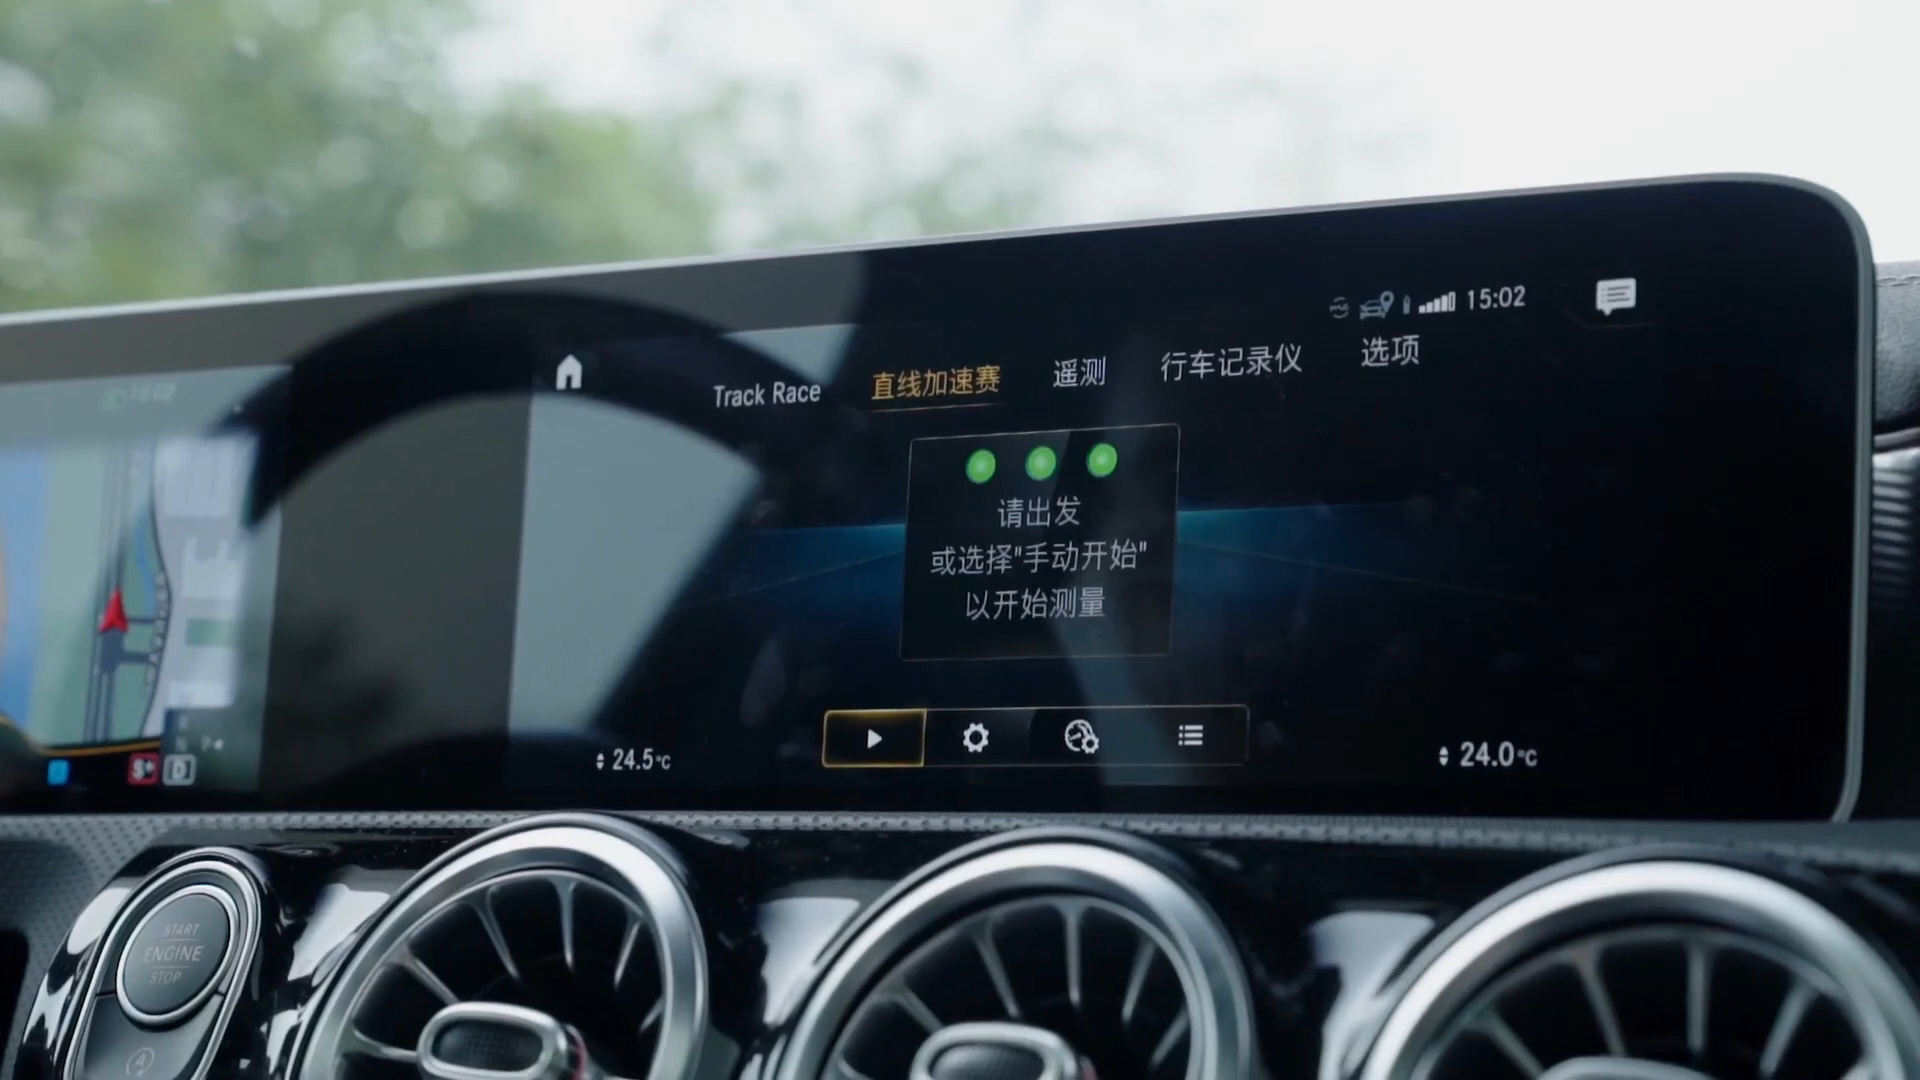 15:02
Track Race 直线加速赛 遥测 行车记录仪 选项
请出发
或选择"手动开始"
以开始测量
24.5°C
24.0°C
S+
D
START
ENGINE
STOP
A